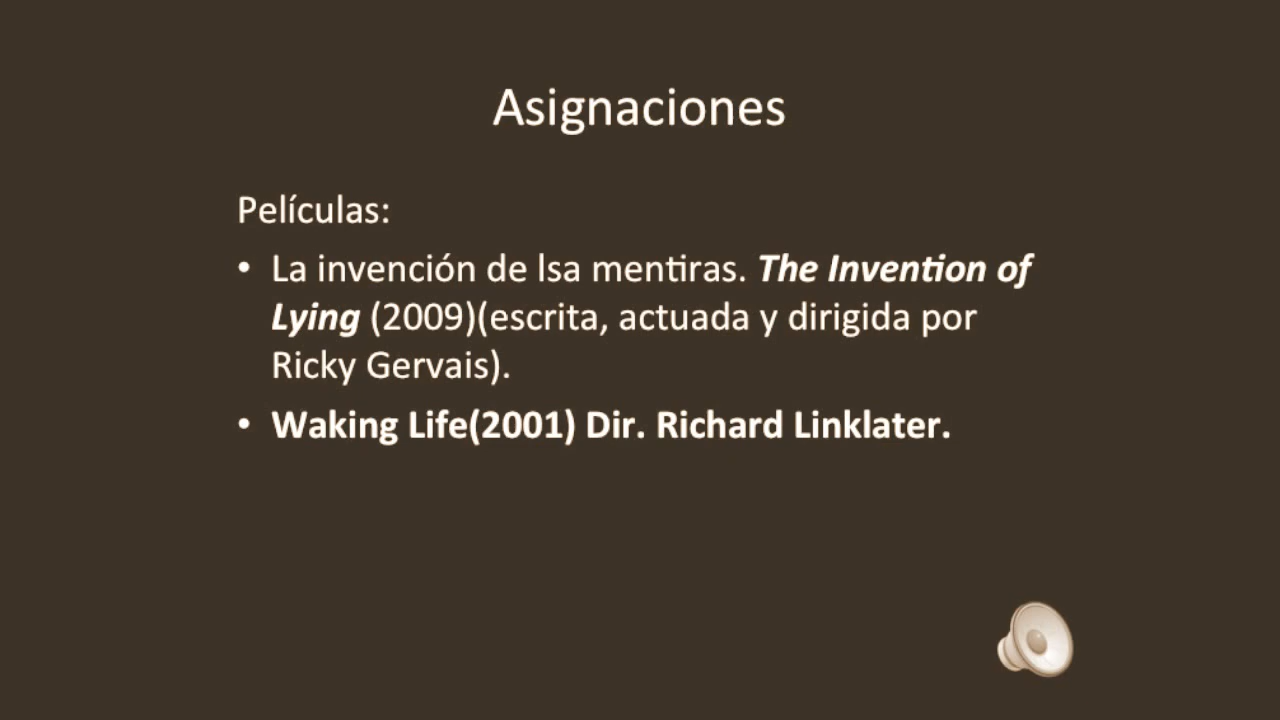 Asignaciones
Películas:
• La invención de lsa mentiras. The Invention of
Lying (2009)(escrita, actuada y dirigida por
Ricky Gervais).
• Waking Life(2001) Dir. Richard Linklater.